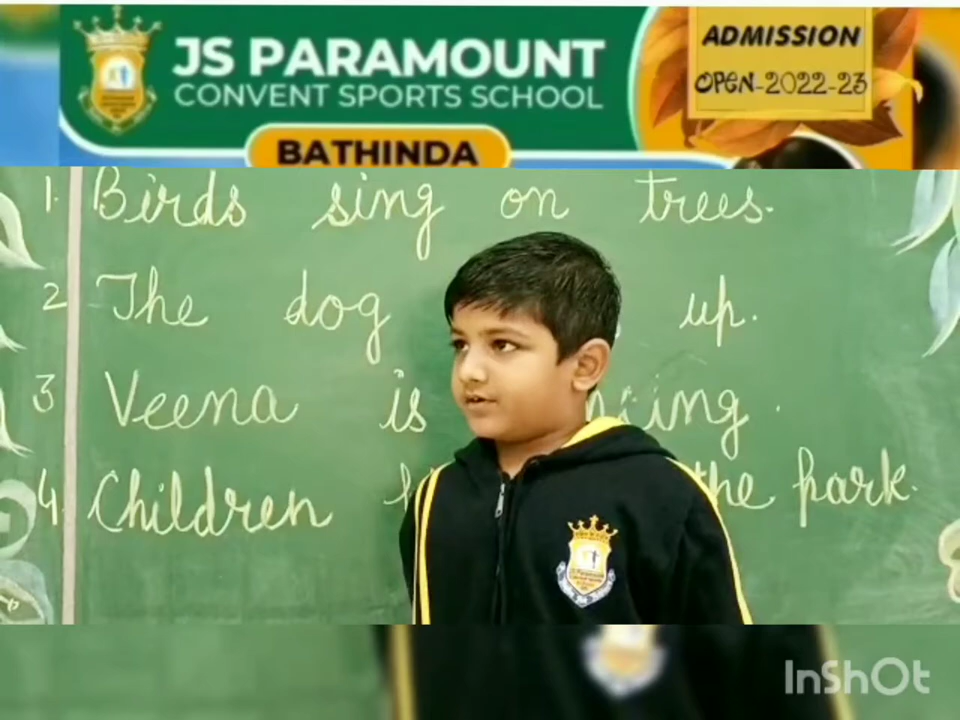 JS PARAMOUNT
CONVENT SPORTS SCHOOL
BATHINDA
ADMISSION
OPEN-2022-23
1. Birds sing on trees.
2 The dog up.
3 Veena is
4. Children the park.
InShOt